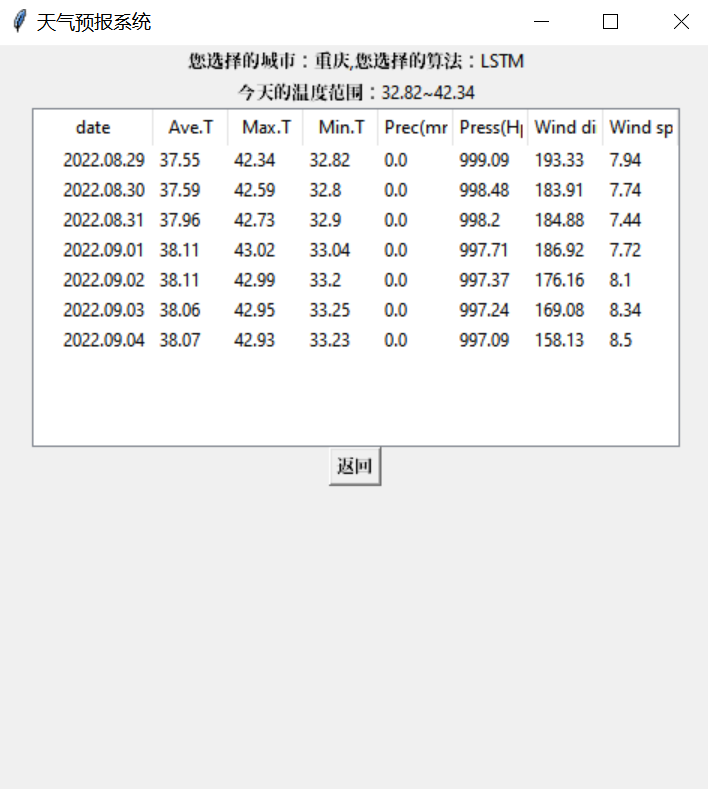 天气预报系统
您选择的城市：重庆,您选择的算法：LSTM
今天的温度范围：32.82~42.34
date Ave.T Max.T Min.T Prec(mr Press(Hp Wind di Wind sp
2022.08.29 37.55 42.34 32.82 0.0 999.09 193.33 7.94
2022.08.30 37.59 42.59 32.8 0.0 998.48 183.91 7.74
2022.08.31 37.96 42.73 32.9 0.0 998.2 184.88 7.44
2022.09.01 38.11 43.02 33.04 0.0 997.71 186.92 7.72
2022.09.02 38.11 42.99 33.2 0.0 997.37 176.16 8.1
2022.09.03 38.06 42.95 33.25 0.0 997.24 169.08 8.34
2022.09.04 38.07 42.93 33.23 0.0 997.09 158.13 8.5
返回